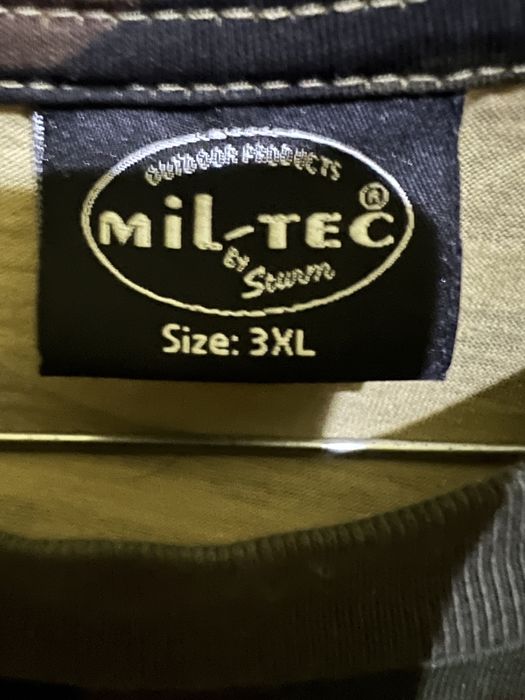 OUTDOOR PRODUCTS
MiL-TEC®
BY
Sturm
Size: 3XL